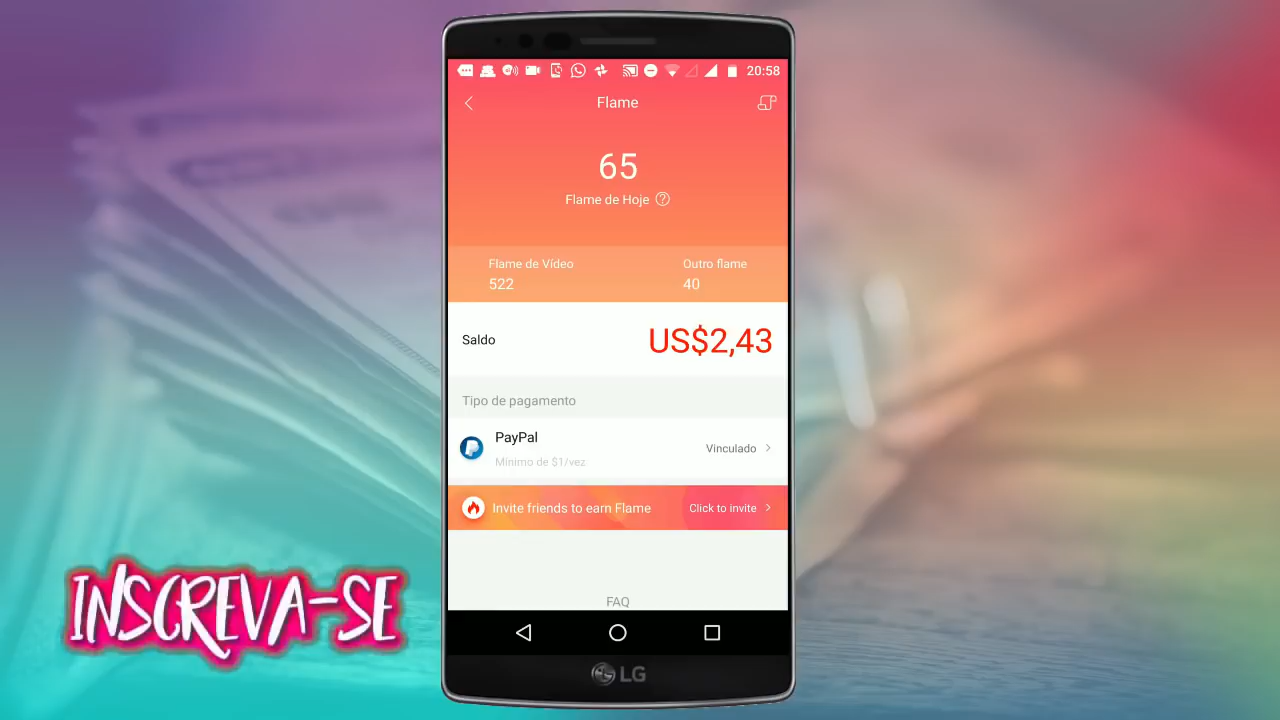 20:58
Flame
65
Flame de Hoje ?
Flame de Vídeo
Outro flame
522
40
Saldo
US$2,43
Tipo de pagamento
PayPal
Vinculado
Mínimo de $1/vez
Invite friends to earn Flame
Click to invite
FAQ
INSCREVA-SE
LG